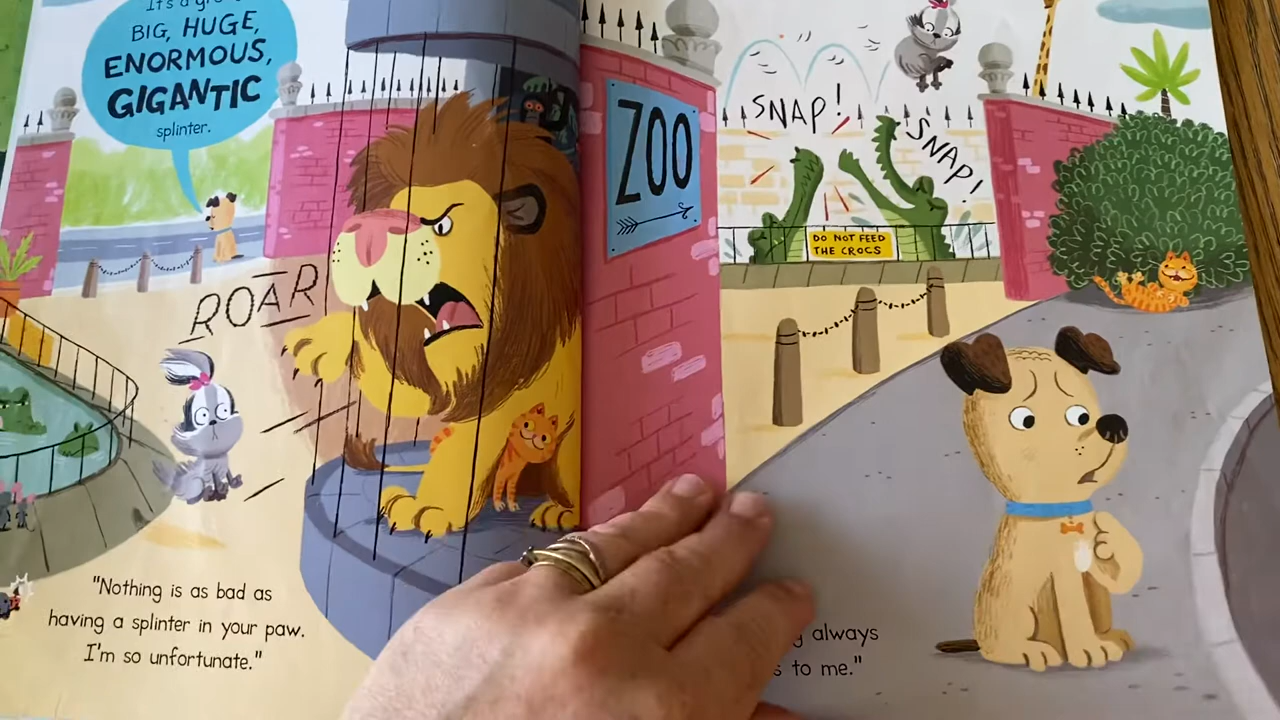 It's a
BIG, HUGE,
ENORMOUS,
GIGANTIC
splinter.
ROAR
"Nothing is as bad as
having a splinter in your paw.
I'm so unfortunate."
ZOO
SNAP!
SNAP!
DO NOT FEED
THE CROCS
always
to me."